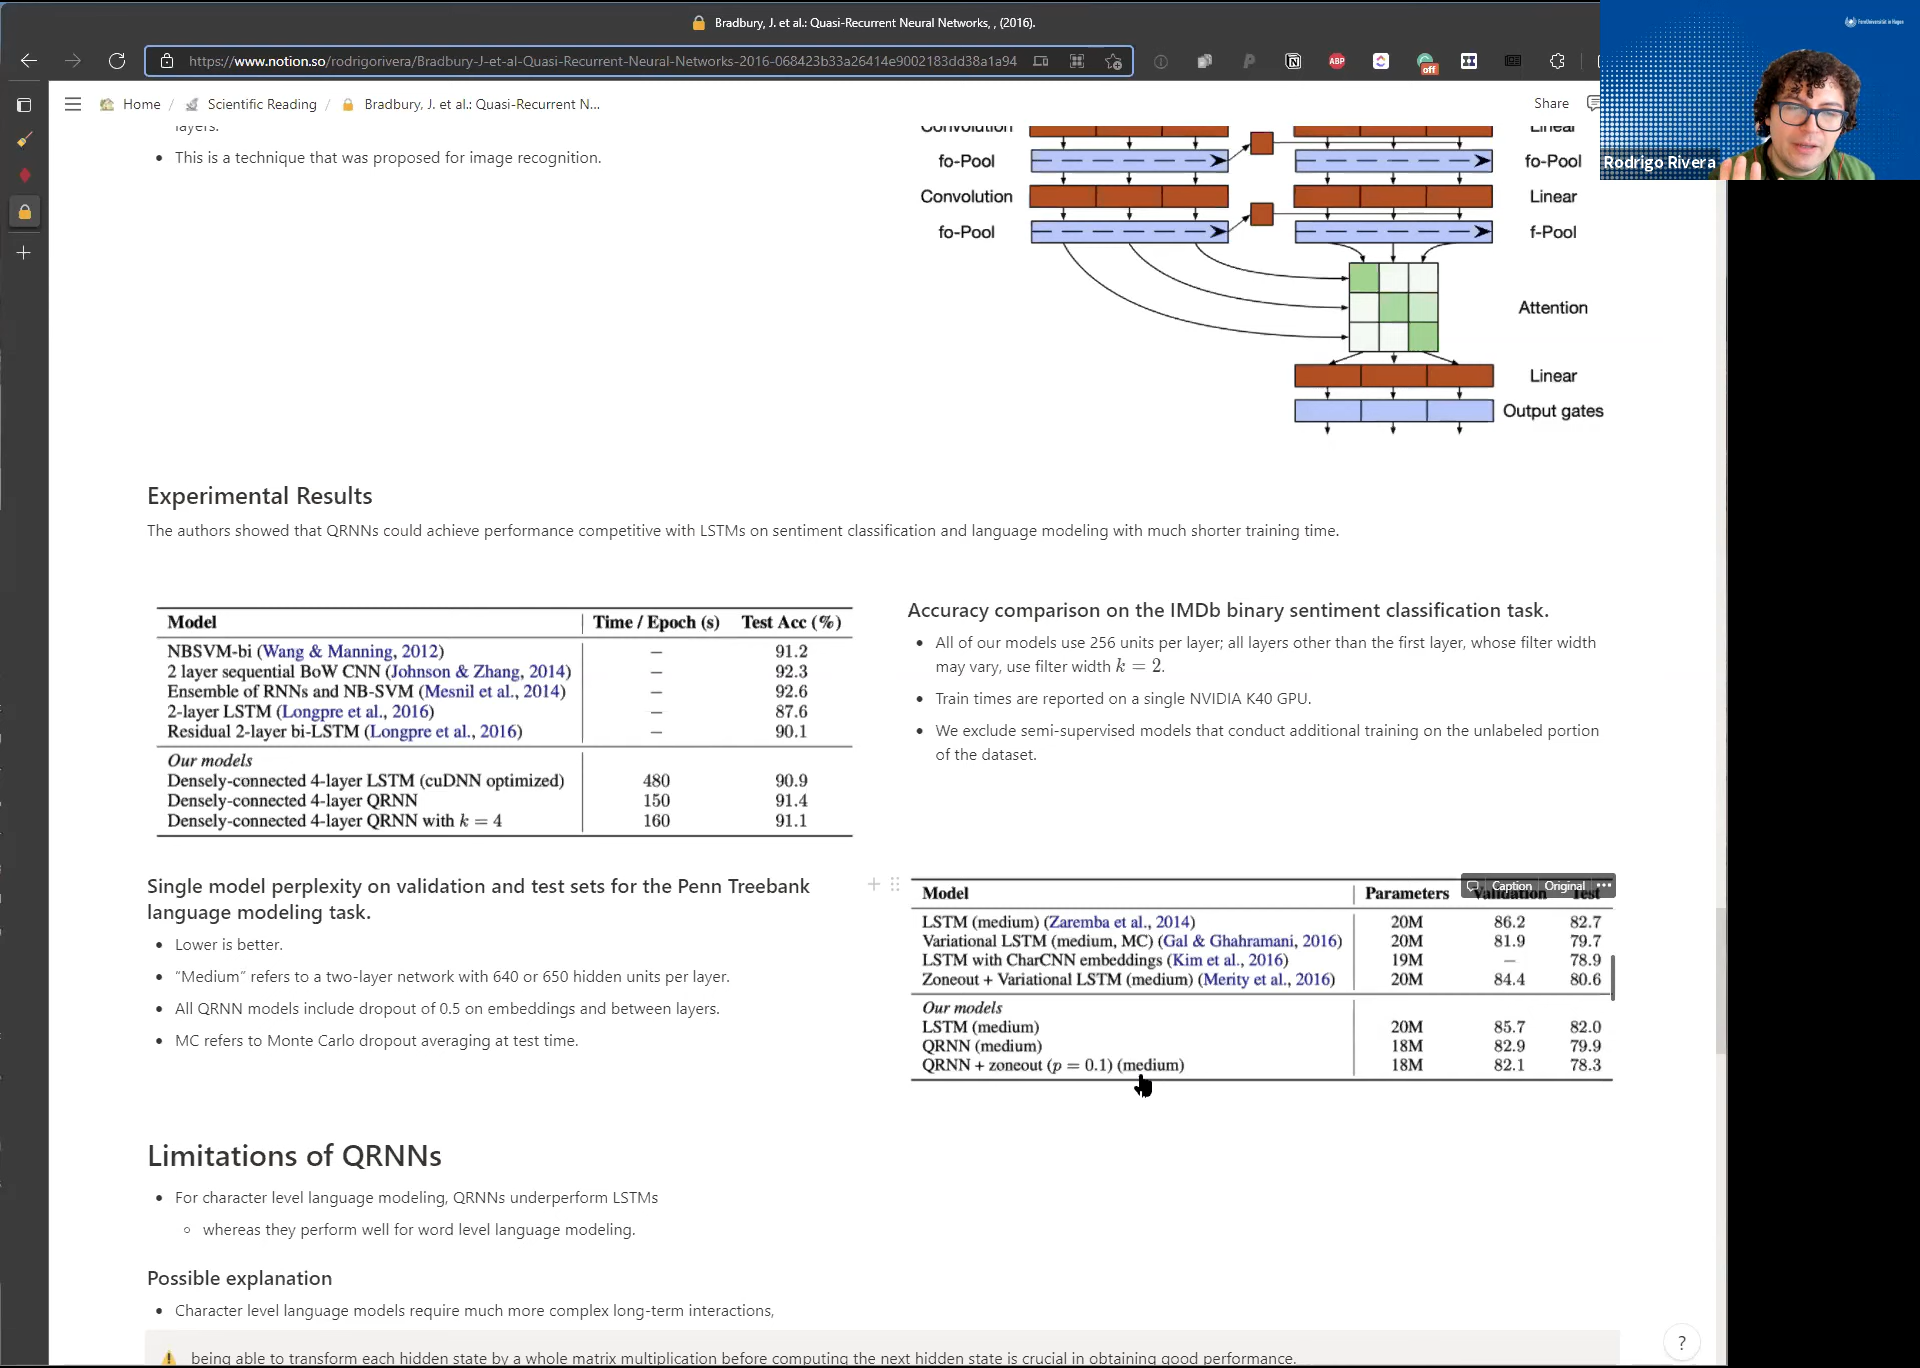 Bradbury, J. et al.: Quasi-Recurrent Neural Networks, , (2016).
https://www.notion.so/rodrigorivera/Bradbury-J-et-al-Quasi-Recurrent-Neural-Networks-2016-068423b33a26414e9002183dd38a1a94
ABP
off
Home / Scientific Reading / Bradbury, J. et al.: Quasi-Recurrent N...
Share
Rodrigo Rivera
layers.
• This is a technique that was proposed for image recognition.
Convolution
Linear
fo-Pool
fo-Pool
Convolution
Linear
fo-Pool
f-Pool
Attention
Linear
Output gates
Experimental Results
The authors showed that QRNNs could achieve performance competitive with LSTMs on sentiment classification and language modeling with much shorter training time.
Model Time / Epoch (s) Test Acc (%)
NBSVM-bi (Wang & Manning, 2012) – 91.2
2 layer sequential BoW CNN (Johnson & Zhang, 2014) – 92.3
Ensemble of RNNs and NB-SVM (Mesnil et al., 2014) – 92.6
2-layer LSTM (Longpre et al., 2016) – 87.6
Residual 2-layer bi-LSTM (Longpre et al., 2016) – 90.1
Our models
Densely-connected 4-layer LSTM (cuDNN optimized) 480 90.9
Densely-connected 4-layer QRNN 150 91.4
Densely-connected 4-layer QRNN with k = 4 160 91.1
Accuracy comparison on the IMDb binary sentiment classification task.
• All of our models use 256 units per layer; all layers other than the first layer, whose filter width
may vary, use filter width k = 2.
• Train times are reported on a single NVIDIA K40 GPU.
• We exclude semi-supervised models that conduct additional training on the unlabeled portion
of the dataset.
Single model perplexity on validation and test sets for the Penn Treebank
language modeling task.
• Lower is better.
• “Medium” refers to a two-layer network with 640 or 650 hidden units per layer.
• All QRNN models include dropout of 0.5 on embeddings and between layers.
• MC refers to Monte Carlo dropout averaging at test time.
Caption Original •••
Model Parameters Validation Test
LSTM (medium) (Zaremba et al., 2014) 20M 86.2 82.7
Variational LSTM (medium, MC) (Gal & Ghahramani, 2016) 20M 81.9 79.7
LSTM with CharCNN embeddings (Kim et al., 2016) 19M – 78.9
Zoneout + Variational LSTM (medium) (Merity et al., 2016) 20M 84.4 80.6
Our models
LSTM (medium) 20M 85.7 82.0
QRNN (medium) 18M 82.9 79.9
QRNN + zoneout (p = 0.1) (medium) 18M 82.1 78.3
Limitations of QRNNs
• For character level language modeling, QRNNs underperform LSTMs
◦ whereas they perform well for word level language modeling.
Possible explanation
• Character level language models require much more complex long-term interactions,
being able to transform each hidden state by a whole matrix multiplication before computing the next hidden state is crucial in obtaining good performance.
?